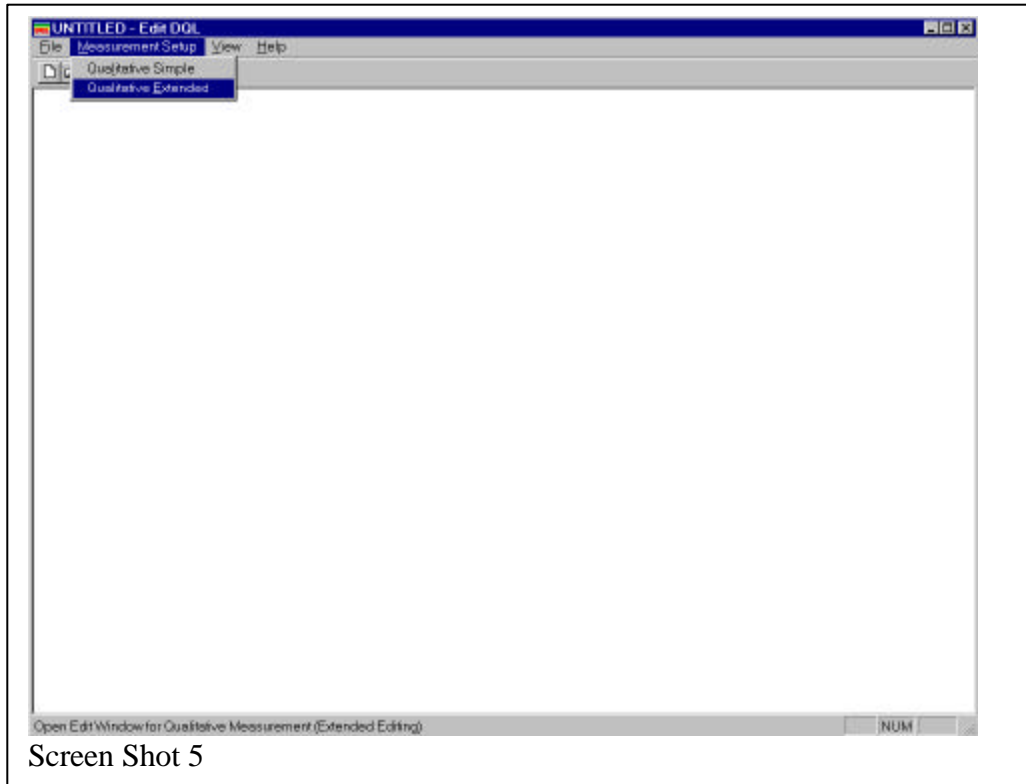 UNTITLED - Edit DQL
File Measurement Setup View Help
Qualitative Simple
Qualitative Extended
Open Edit Window for Qualitative Measurement (Extended Editing)
NUM
Screen Shot 5